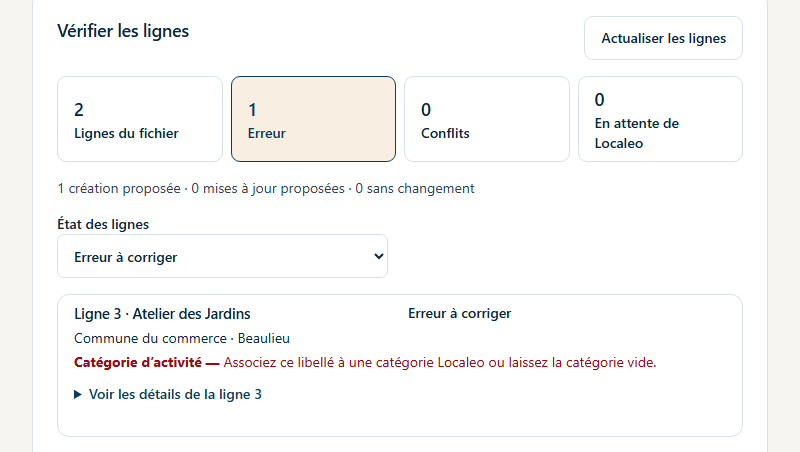 Vérifier les lignes
Actualiser les lignes
2
Lignes du fichier
1
Erreur
0
Conflits
0
En attente de
Localeo
1 création proposée · 0 mises à jour proposées · 0 sans changement
État des lignes
Erreur à corriger
Ligne 3 · Atelier des Jardins
Erreur à corriger
Commune du commerce · Beaulieu
Catégorie d’activité — Associez ce libellé à une catégorie Localeo ou laissez la catégorie vide.
Voir les détails de la ligne 3